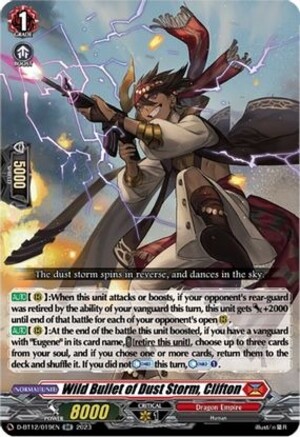 1
GRADE
BOOST
SHIELD
5000
The dust storm spins in reverse, and dances in the sky.
AUTO [ ]:When this unit attacks or boosts, if your opponent's rear-guard
was retired by the ability of your vanguard this turn, this unit gets +2000
until end of that battle for each of your opponent's open .
AUTO [ ]:At the end of the battle this unit boosted, if you have a vanguard
with "Eugene" in its card name, [retire this unit], choose up to three cards
from your soul, and if you chose one or more cards, return them to the
deck and shuffle it. If you did not this turn,
NORMAL UNIT
Wild Bullet of Dust Storm, Clifton
POWER
8000
CRITICAL
Dragon Empire
Human
D-BT12/019EN RR 2023